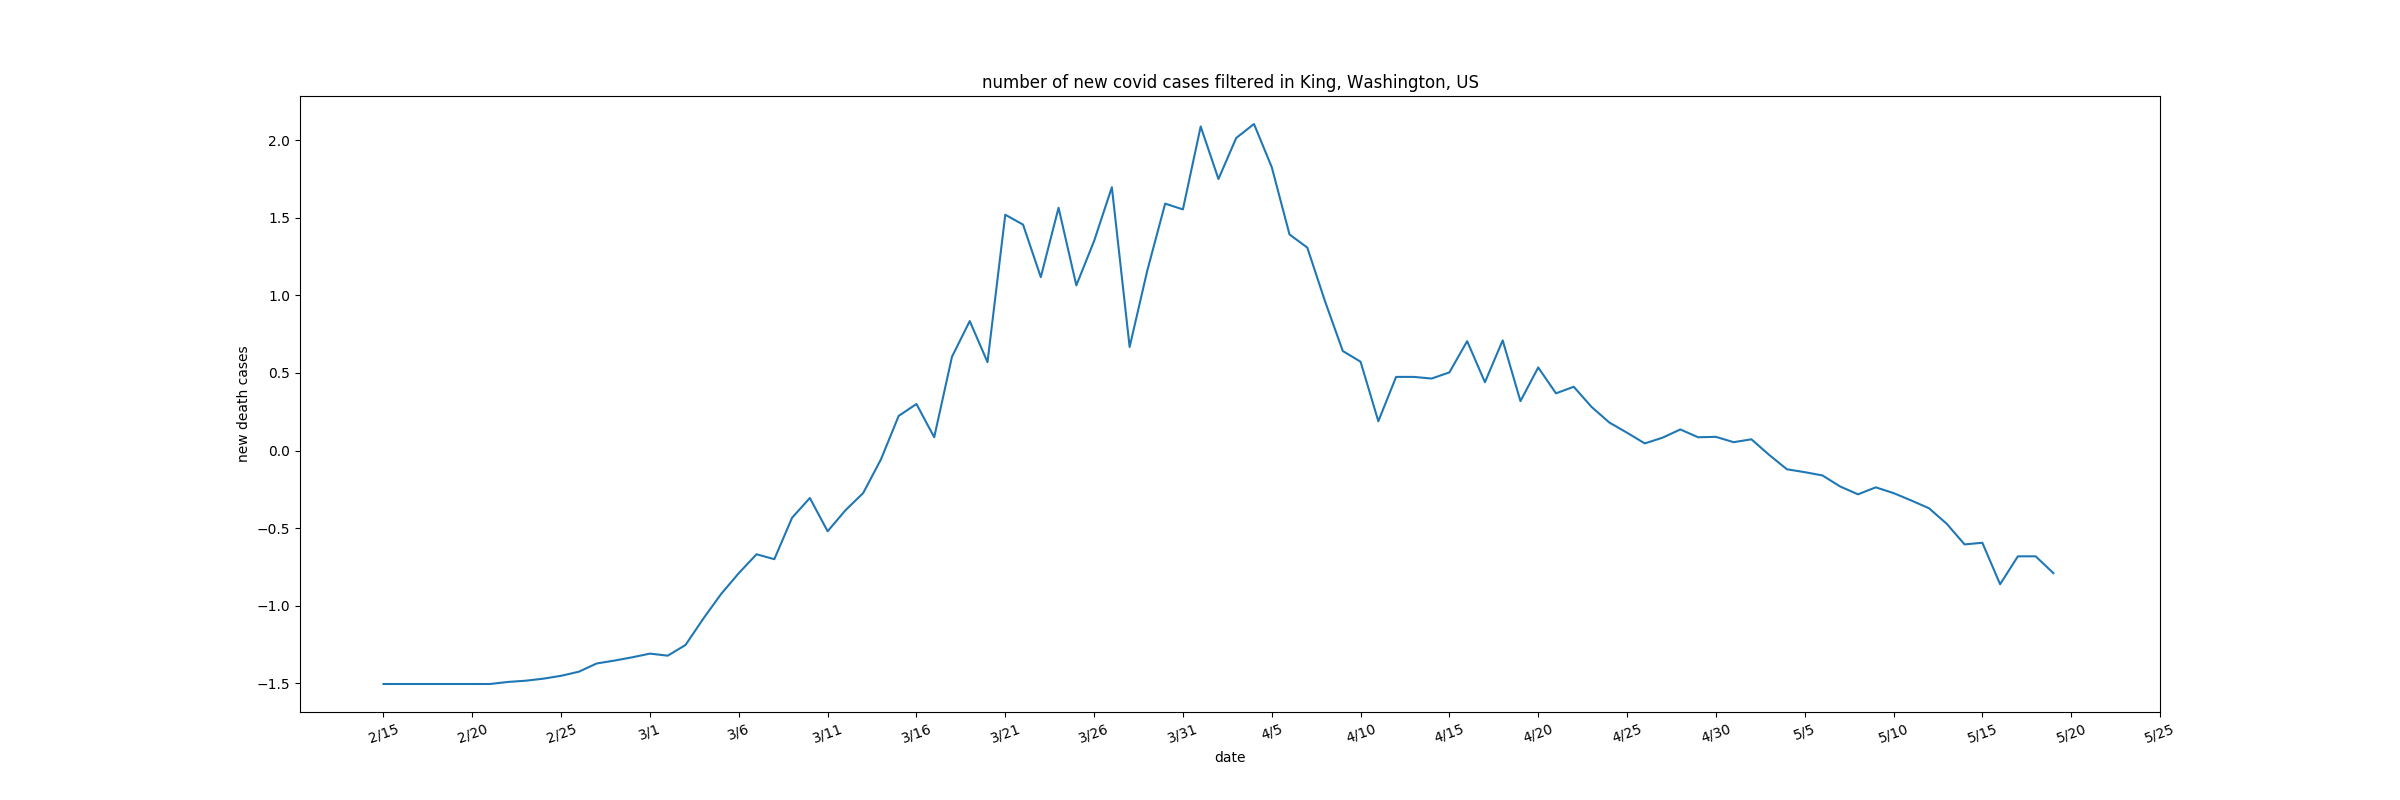 number of new covid cases filtered in King, Washington, US
new death cases
2.0
1.5
1.0
0.5
0.0
−0.5
−1.0
−1.5
2/15 2/20 2/25 3/1 3/6 3/11 3/16 3/21 3/26 3/31 4/5 4/10 4/15 4/20 4/25 4/30 5/5 5/10 5/15 5/20 5/25
date